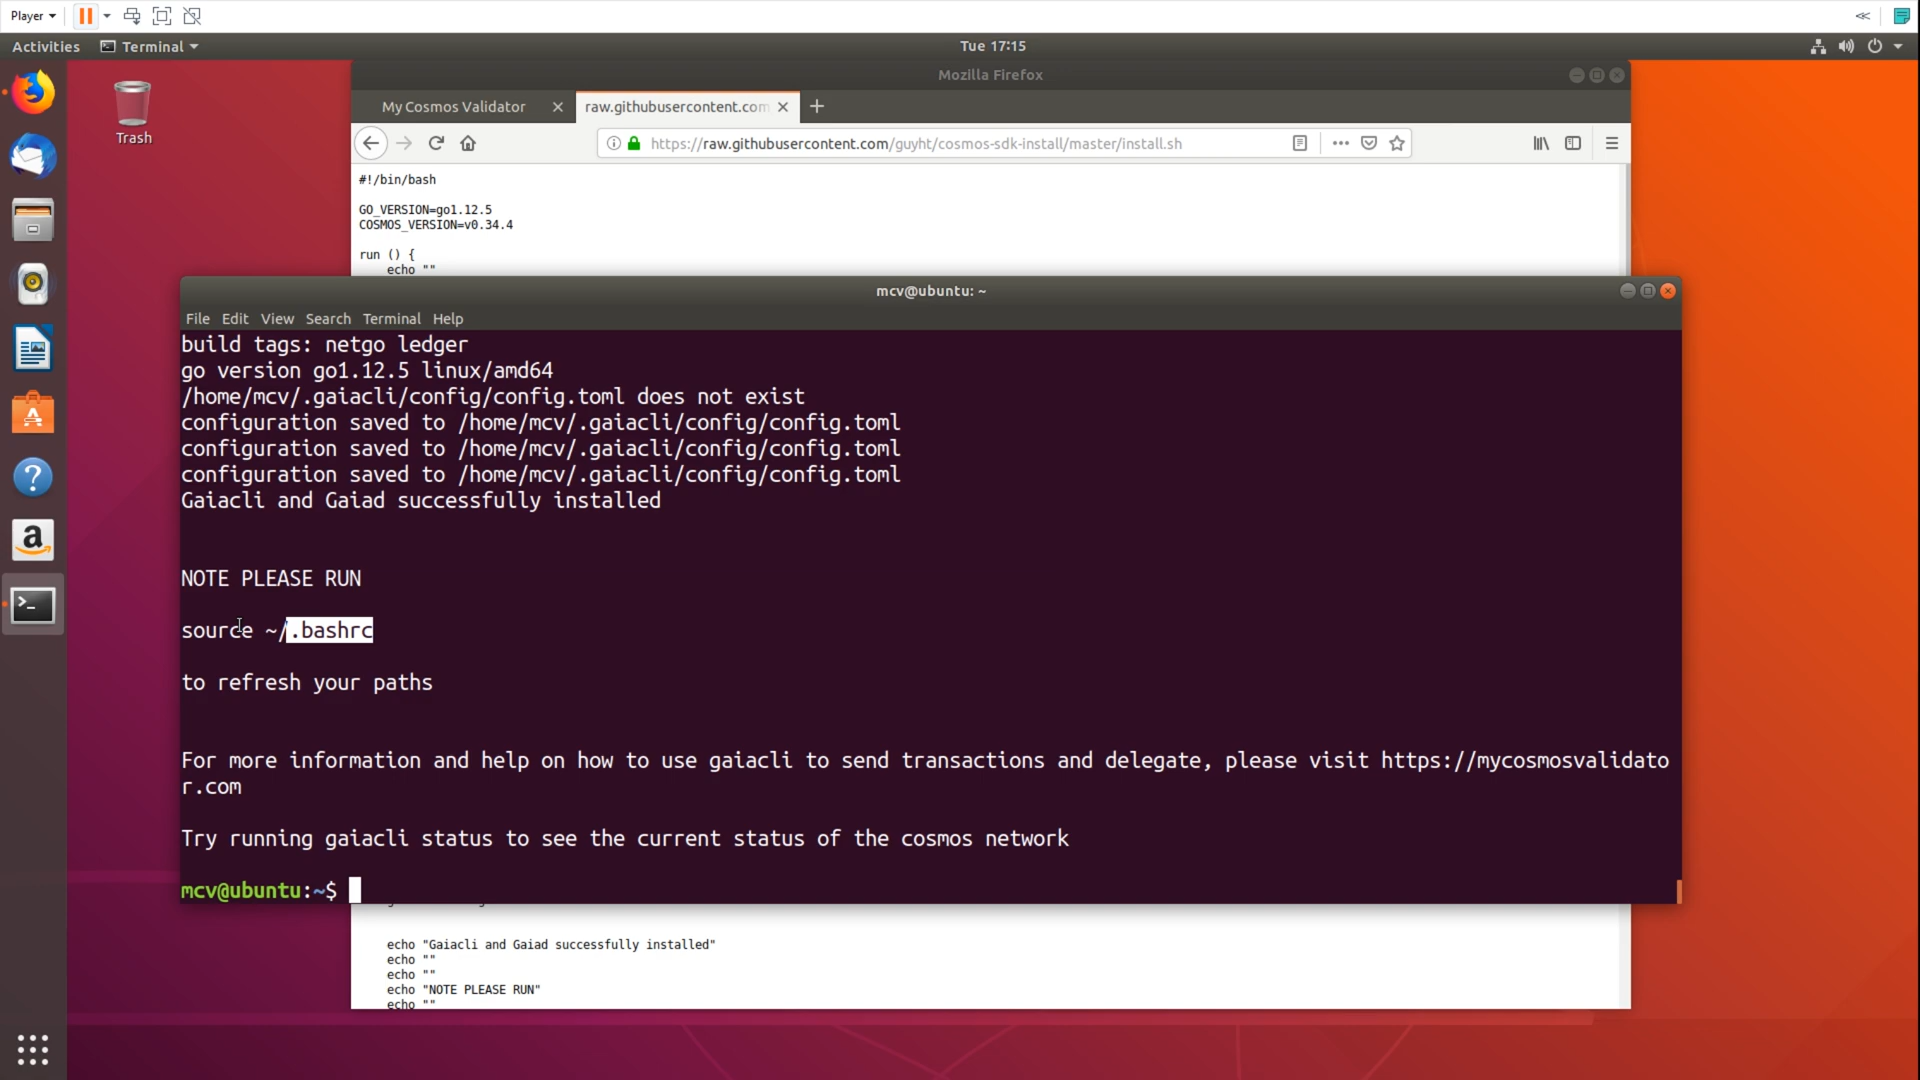 Player
Activities
Terminal
Tue 17:15
Trash
Mozilla Firefox
My Cosmos Validator
raw.githubusercontent.com
https://raw.githubusercontent.com/guyht/cosmos-sdk-install/master/install.sh
#!/bin/bash
GO_VERSION=go1.12.5
COSMOS_VERSION=v0.34.4
run () {
echo ""
mcv@ubuntu: ~
File Edit View Search Terminal Help
build tags: netgo ledger
go version go1.12.5 linux/amd64
/home/mcv/.gaiacli/config/config.toml does not exist
configuration saved to /home/mcv/.gaiacli/config/config.toml
configuration saved to /home/mcv/.gaiacli/config/config.toml
configuration saved to /home/mcv/.gaiacli/config/config.toml
Gaiacli and Gaiad successfully installed
NOTE PLEASE RUN
source ~/.bashrc
to refresh your paths
For more information and help on how to use gaiacli to send transactions and delegate, please visit https://mycosmosvalidato
r.com
Try running gaiacli status to see the current status of the cosmos network
mcv@ubuntu:~$
echo "Gaiacli and Gaiad successfully installed"
echo ""
echo ""
echo "NOTE PLEASE RUN"
echo ""